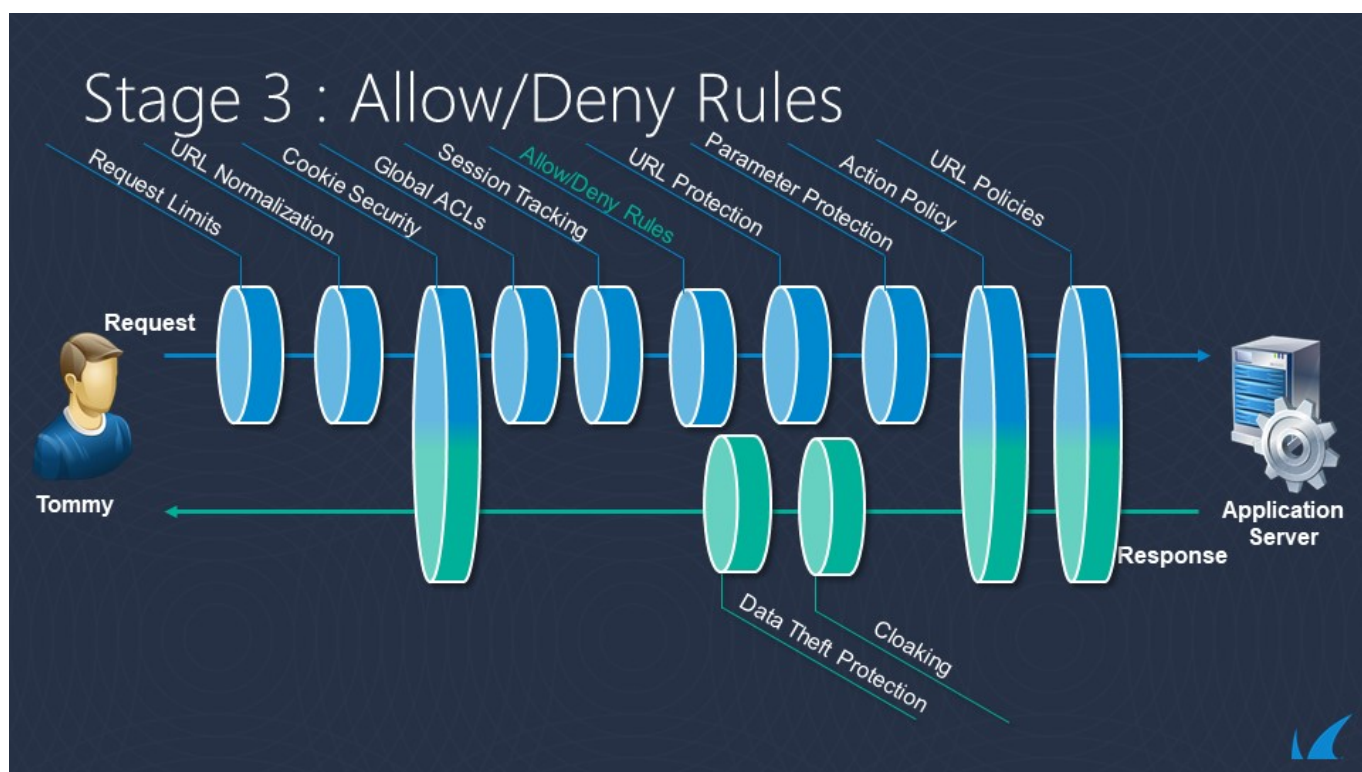 Stage 3 : Allow/Deny Rules
Request Limits
URL Normalization
Cookie Security
Global ACLs
Session Tracking
Allow/Deny Rules
URL Protection
Parameter Protection
Action Policy
URL Policies
Request
Tommy
Application
Server
Response
Data Theft Protection
Cloaking